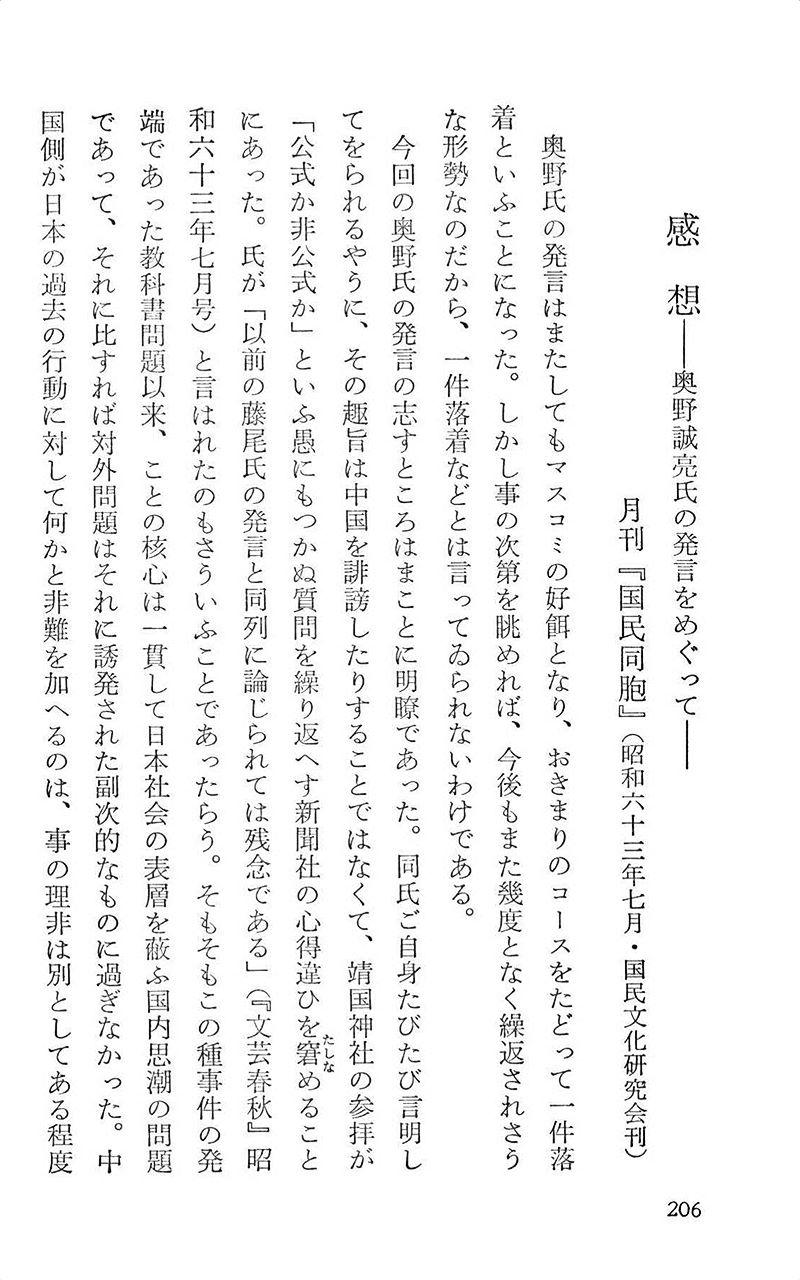 感　想――奥野誠亮氏の発言をめぐって――
月刊『国民同胞』（昭和六十三年七月・国民文化研究会刊）
奥野氏の発言はまたしてもマスコミの好餌となり、おきまりのコースをたどって一件落
着といふことになった。しかし事の次第を眺めれば、今後もまた幾度となく繰返されさう
な形勢なのだから、一件落着などとは言ってゐられないわけである。
今回の奥野氏の発言の志すところはまことに明瞭であった。同氏ご自身たびたび言明し
てをられるやうに、その趣旨は中国を誹謗したりすることではなくて、靖国神社の参拝が
「公式か非公式か」といふ愚にもつかぬ質問を繰り返へす新聞社の心得違ひを窘めること
たしな
にあった。氏が「以前の藤尾氏の発言と同列に論じられては残念である」（『文芸春秋』昭
和六十三年七月号）と言はれたのもさういふことであったらう。そもそもこの種事件の発
端であった教科書問題以来、ことの核心は一貫して日本社会の表層を蔽ふ国内思潮の問題
であって、それに比すれば対外問題はそれに誘発された副次的なものに過ぎなかった。中
国側が日本の過去の行動に対して何かと非難を加へるのは、事の理非は別としてある程度
206